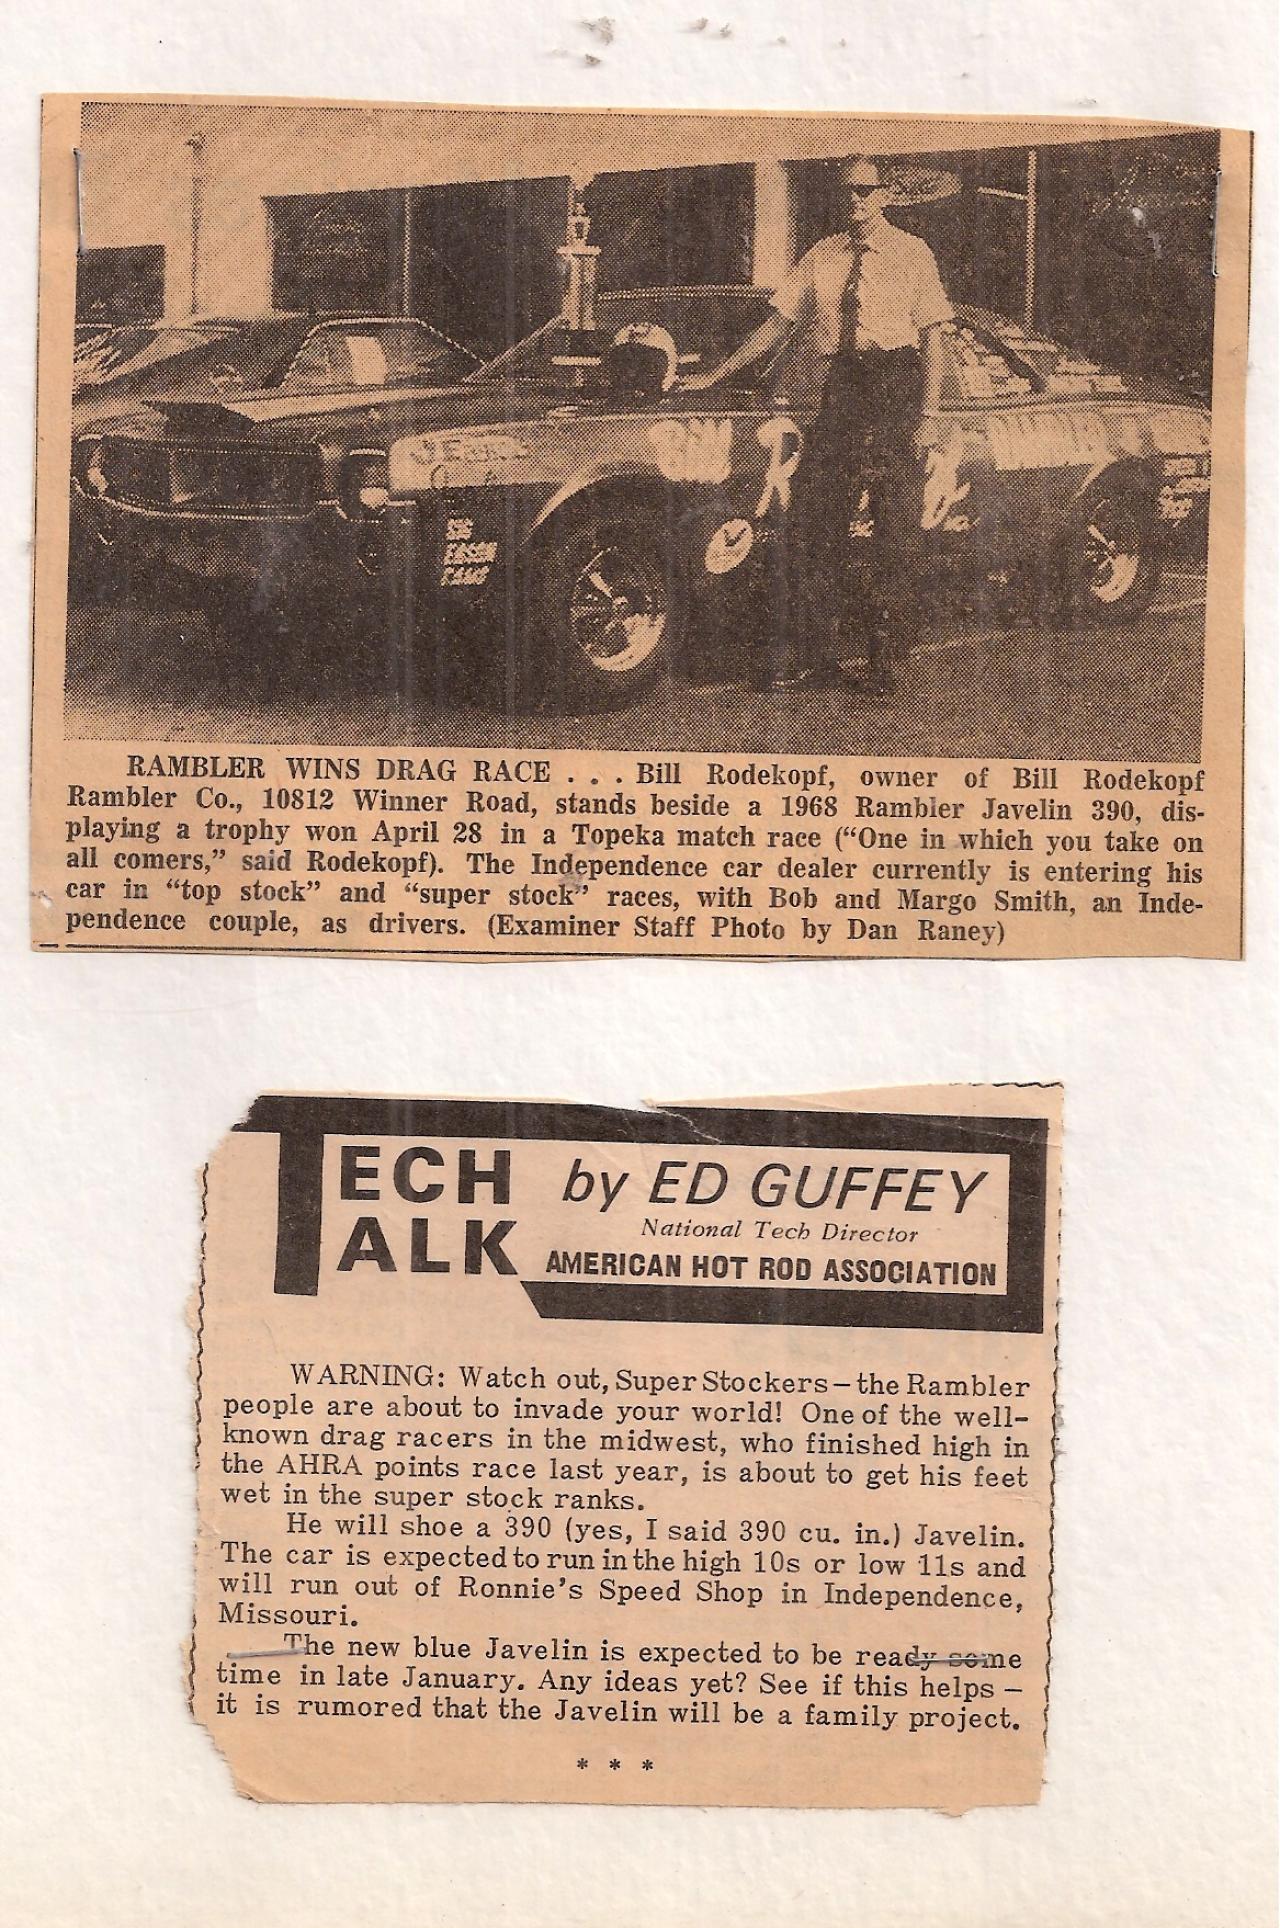 RAMBLER WINS DRAG RACE . . . Bill Rodekopf, owner of Bill Rodekopf
Rambler Co., 10812 Winner Road, stands beside a 1968 Rambler Javelin 390, dis-
playing a trophy won April 28 in a Topeka match race (“One in which you take on
all comers,” said Rodekopf). The Independence car dealer currently is entering his
car in “top stock” and “super stock” races, with Bob and Margo Smith, an Inde-
pendence couple, as drivers. (Examiner Staff Photo by Dan Raney)
TECH TALK
by ED GUFFEY
National Tech Director
AMERICAN HOT ROD ASSOCIATION
WARNING: Watch out, Super Stockers—the Rambler
people are about to invade your world! One of the well-
known drag racers in the midwest, who finished high in
the AHRA points race last year, is about to get his feet
wet in the super stock ranks.
He will shoe a 390 (yes, I said 390 cu. in.) Javelin.
The car is expected to run in the high 10s or low 11s and
will run out of Ronnie’s Speed Shop in Independence,
Missouri.
The new blue Javelin is expected to be ready some
time in late January. Any ideas yet? See if this helps —
it is rumored that the Javelin will be a family project.
* * *